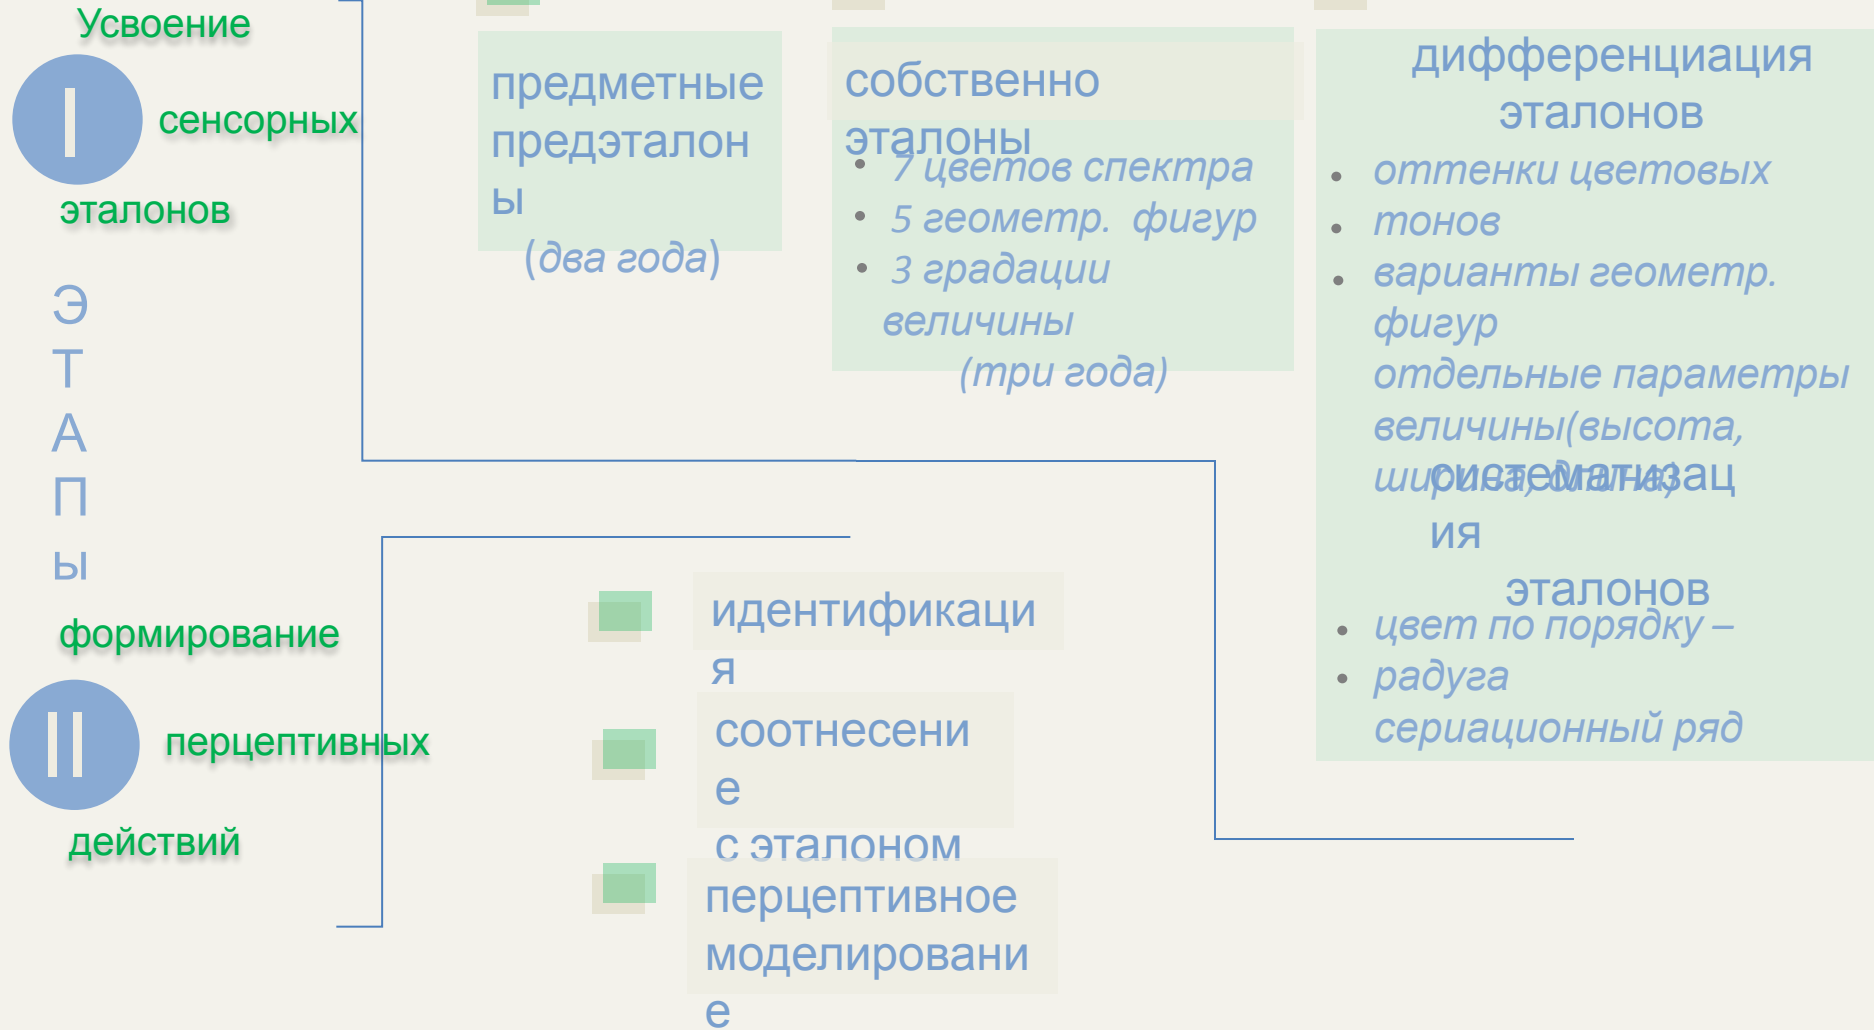 Усвоение
I
сенсорных
эталонов
предметные
предэталон
ы
(два года)
собственно
эталоны
• 7 цветов спектра
• 5 геометр. фигур
• 3 градации
величины
(три года)
дифференциация
эталонов
• оттенки цветовых
• тонов
• варианты геометр.
фигур
отдельные параметры
величины(высота,
ширина, длина)
систематизац
ия
эталонов
• цвет по порядку –
• радуга
сериационный ряд
Э
Т
А
П
Ы
формирование
II
перцептивных
действий
идентификаци
я
соотнесени
е
с эталоном
перцептивное
моделировани
е